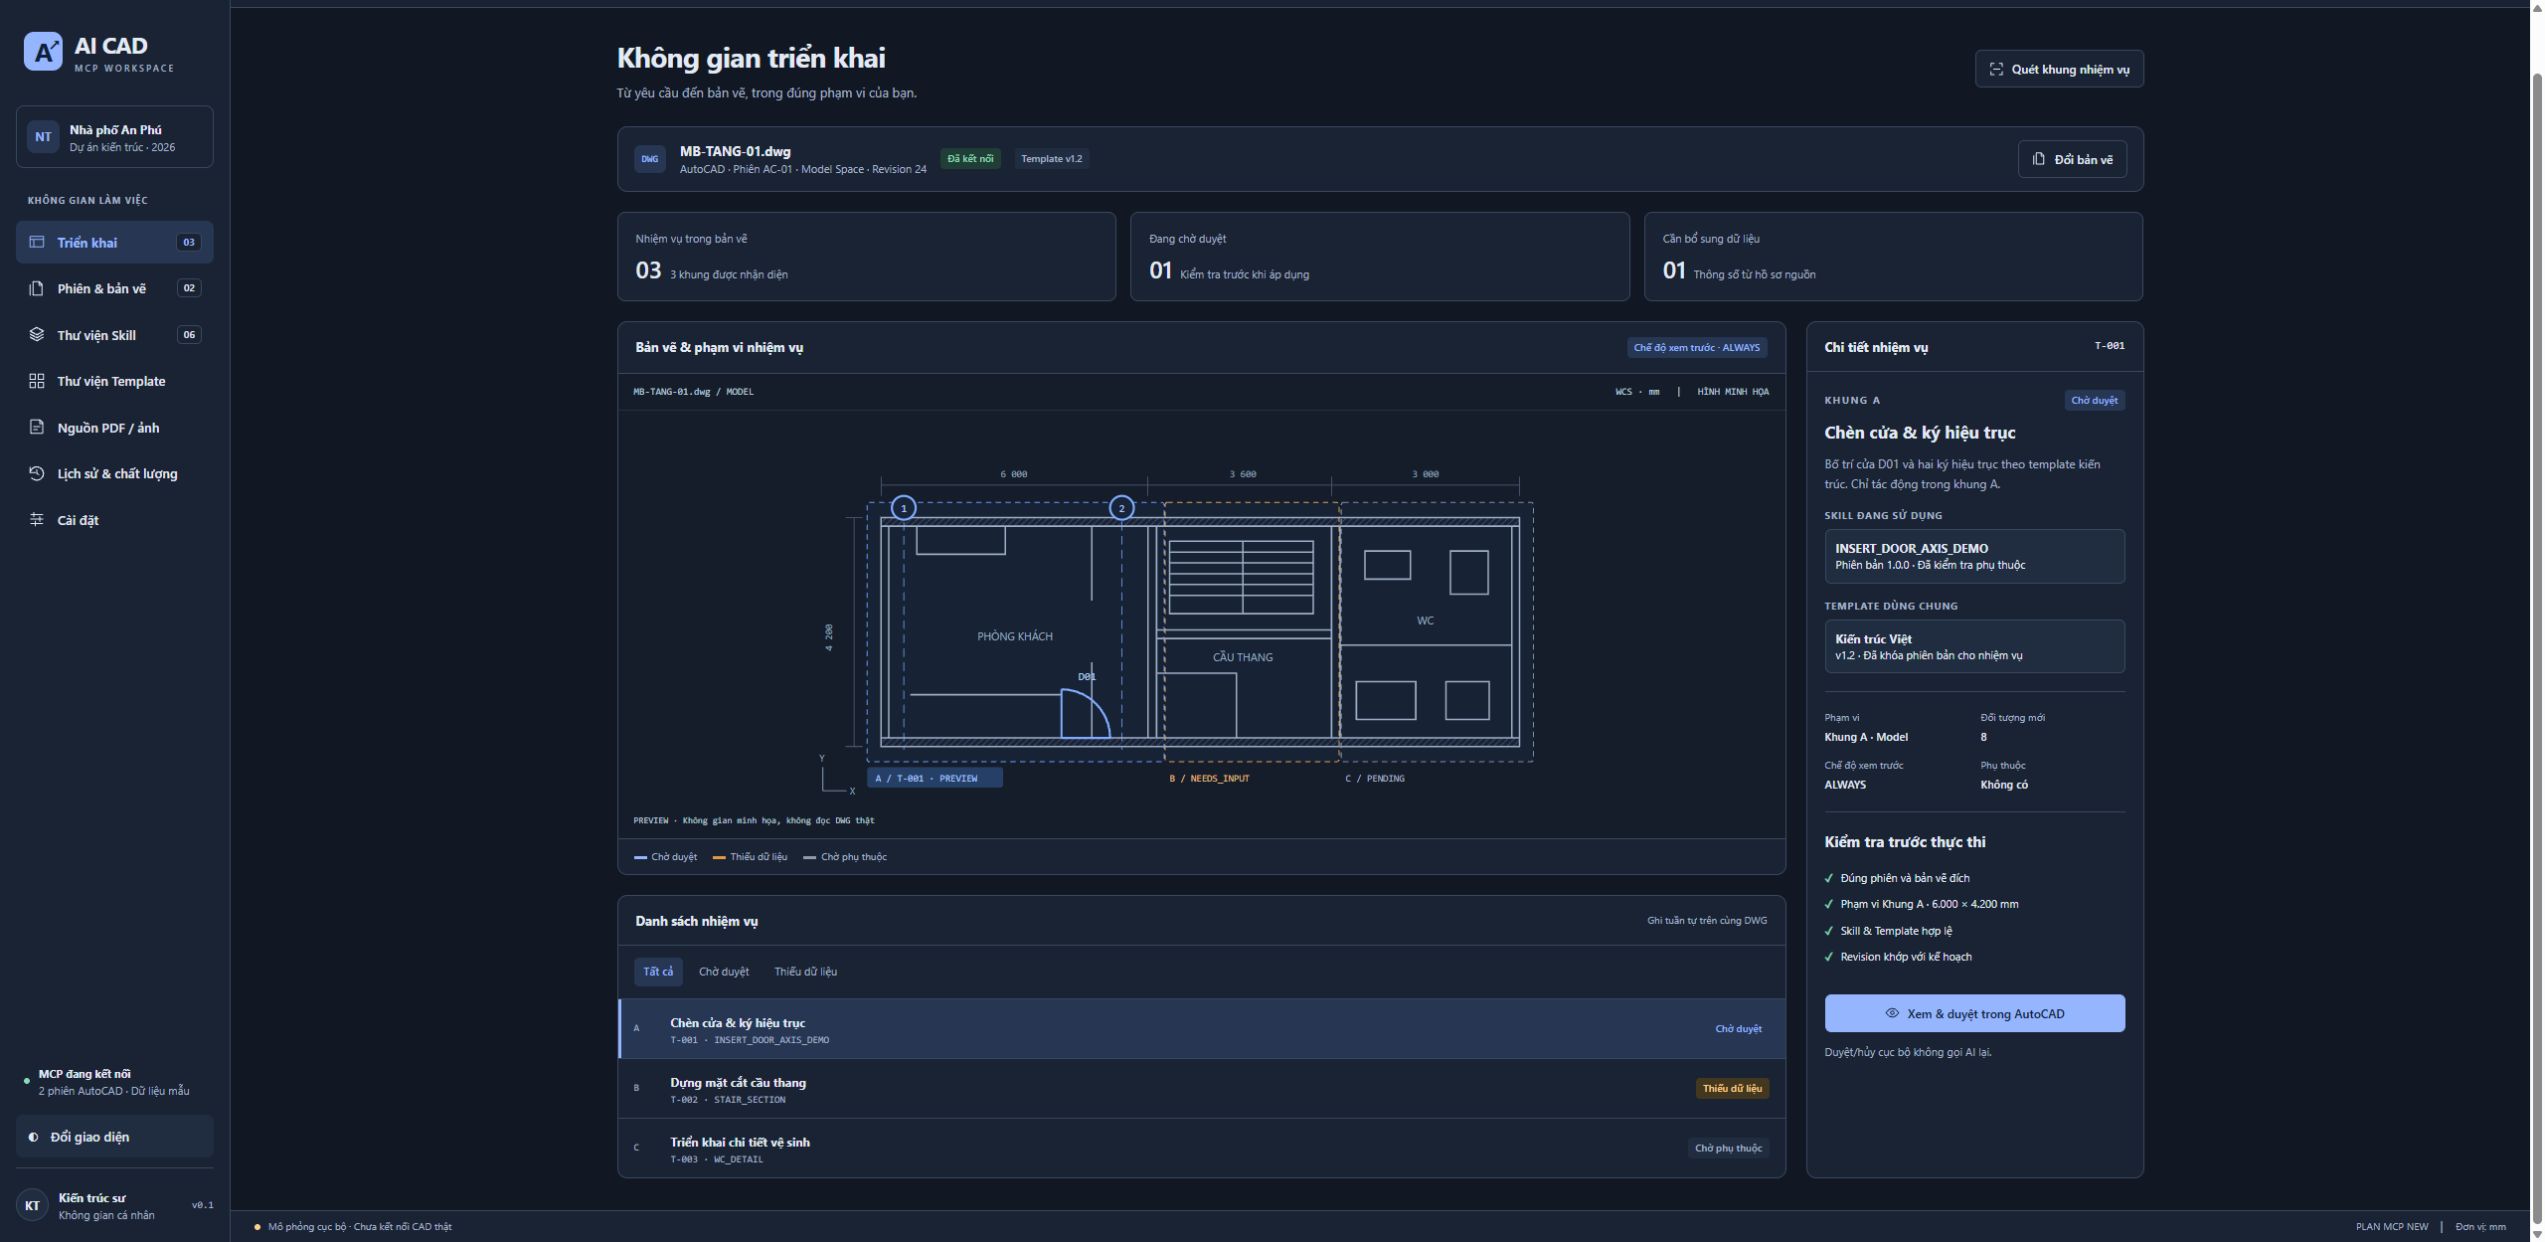 AI CAD
MCP WORKSPACE
NT
Nhà phố An Phú
Dự án kiến trúc · 2026
KHÔNG GIAN LÀM VIỆC
Triển khai 03
Phiên & bản vẽ 02
Thư viện Skill 06
Thư viện Template
Nguồn PDF / ảnh
Lịch sử & chất lượng
Cài đặt
MCP đang kết nối
2 phiên AutoCAD · Dữ liệu mẫu
Đổi giao diện
KT
Kiến trúc sư
Không gian cá nhân
v0.1
Không gian triển khai
Từ yêu cầu đến bản vẽ, trong đúng phạm vi của bạn.
Quét khung nhiệm vụ
DWG
MB-TANG-01.dwg
AutoCAD · Phiên AC-01 · Model Space · Revision 24
Đã kết nối
Template v1.2
Đổi bản vẽ
Nhiệm vụ trong bản vẽ
03 3 khung được nhận diện
Đang chờ duyệt
01 Kiểm tra trước khi áp dụng
Cần bổ sung dữ liệu
01 Thông số từ hồ sơ nguồn
Bản vẽ & phạm vi nhiệm vụ
Chế độ xem trước · ALWAYS
MB-TANG-01.dwg / MODEL
WCS · mm | HÌNH MINH HỌA
6 000
3 600
3 000
1
2
4 200
PHÒNG KHÁCH
D01
CẦU THANG
WC
Y
X
A / T-001 · PREVIEW
B / NEEDS_INPUT
C / PENDING
PREVIEW · Không gian minh họa, không đọc DWG thật
Chờ duyệt
Thiếu dữ liệu
Chờ phụ thuộc
Danh sách nhiệm vụ
Ghi tuần tự trên cùng DWG
Tất cả
Chờ duyệt
Thiếu dữ liệu
A
Chèn cửa & ký hiệu trục
T-001 · INSERT_DOOR_AXIS_DEMO
Chờ duyệt
B
Dựng mặt cắt cầu thang
T-002 · STAIR_SECTION
Thiếu dữ liệu
C
Triển khai chi tiết vệ sinh
T-003 · WC_DETAIL
Chờ phụ thuộc
Chi tiết nhiệm vụ
T-001
KHUNG A
Chờ duyệt
Chèn cửa & ký hiệu trục
Bố trí cửa D01 và hai ký hiệu trục theo template kiến
trúc. Chỉ tác động trong khung A.
SKILL ĐANG SỬ DỤNG
INSERT_DOOR_AXIS_DEMO
Phiên bản 1.0.0 · Đã kiểm tra phụ thuộc
TEMPLATE DÙNG CHUNG
Kiến trúc Việt
v1.2 · Đã khóa phiên bản cho nhiệm vụ
Phạm vi
Khung A · Model
Đối tượng mới
8
Chế độ xem trước
ALWAYS
Phụ thuộc
Không có
Kiểm tra trước thực thi
✓ Đúng phiên và bản vẽ đích
✓ Phạm vi Khung A · 6.000 × 4.200 mm
✓ Skill & Template hợp lệ
✓ Revision khớp với kế hoạch
Xem & duyệt trong AutoCAD
Duyệt/hủy cục bộ không gọi AI lại.
Mô phỏng cục bộ · Chưa kết nối CAD thật
PLAN MCP NEW | Đơn vị: mm